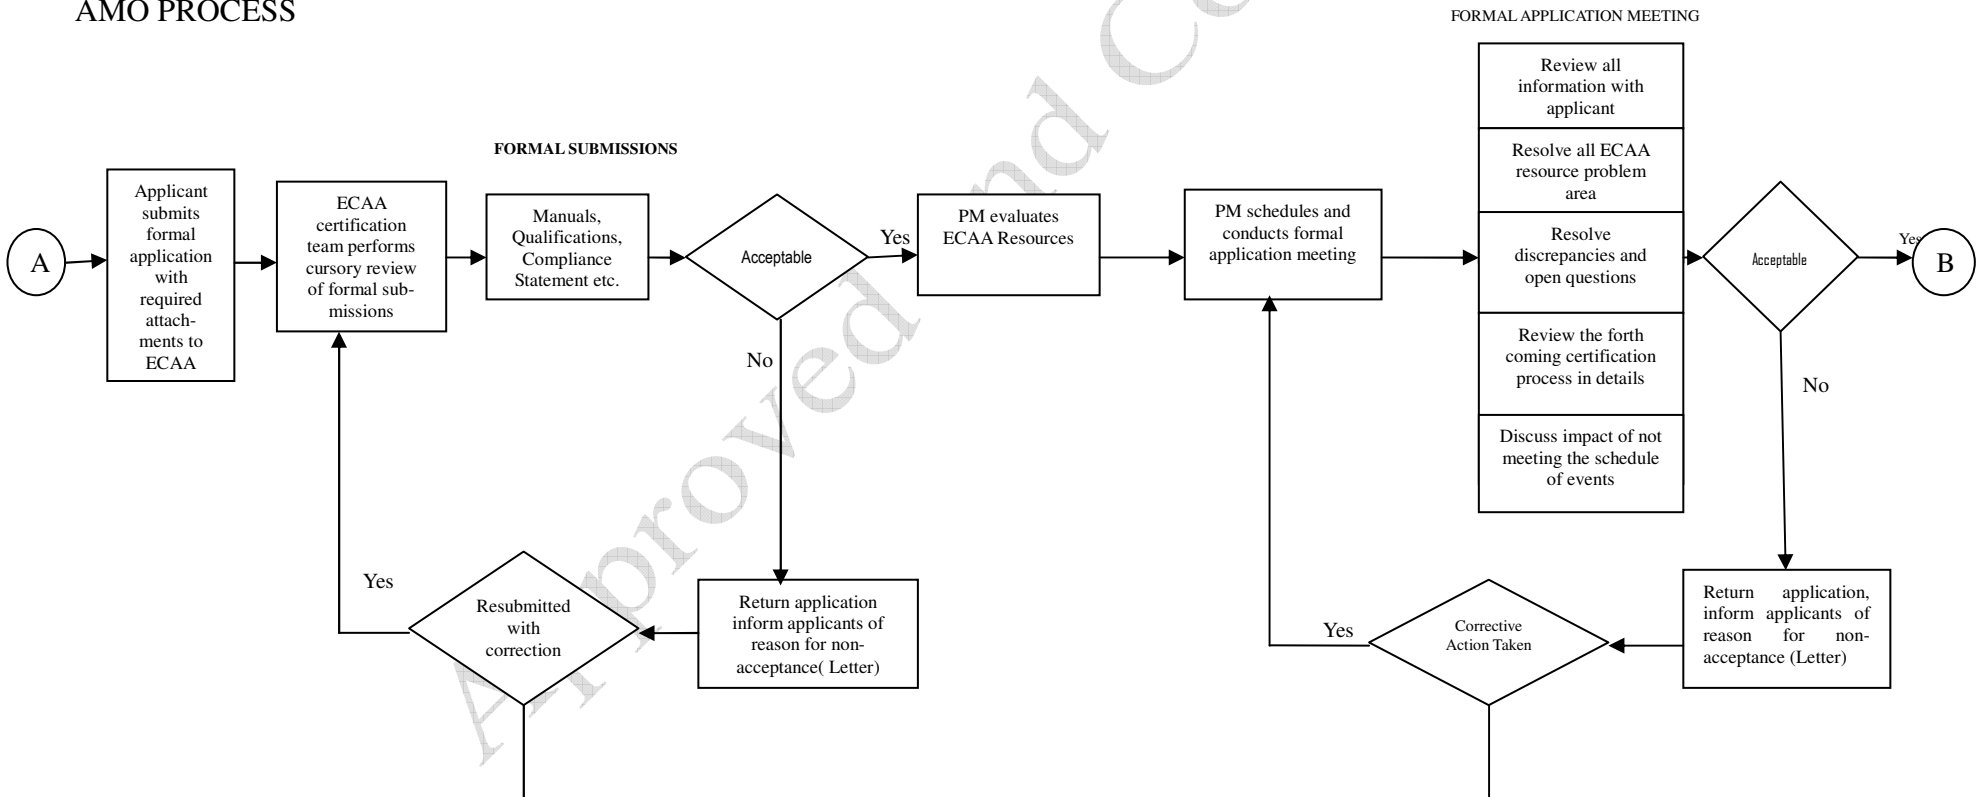 AMO PROCESS
FORMAL APPLICATION MEETING
FORMAL SUBMISSIONS
A
Applicant
submits
formal
application
with
required
attach-
ments to
ECAA
ECAA
certification
team performs
cursory review
of formal sub-
missions
Manuals,
Qualifications,
Compliance
Statement etc.
Acceptable
Yes
No
PM evaluates
ECAA Resources
PM schedules and
conducts formal
application meeting
Review all
information with
applicant
Resolve all ECAA
resource problem
area
Resolve
discrepancies and
open questions
Review the forth
coming certification
process in details
Discuss impact of not
meeting the schedule
of events
Acceptable
Yes
B
No
Return application
inform applicants of
reason for non-
acceptance( Letter)
Resubmitted
with
correction
Yes
Return application,
inform applicants of
reason for non-
acceptance (Letter)
Corrective
Action Taken
Yes
Approved and Co